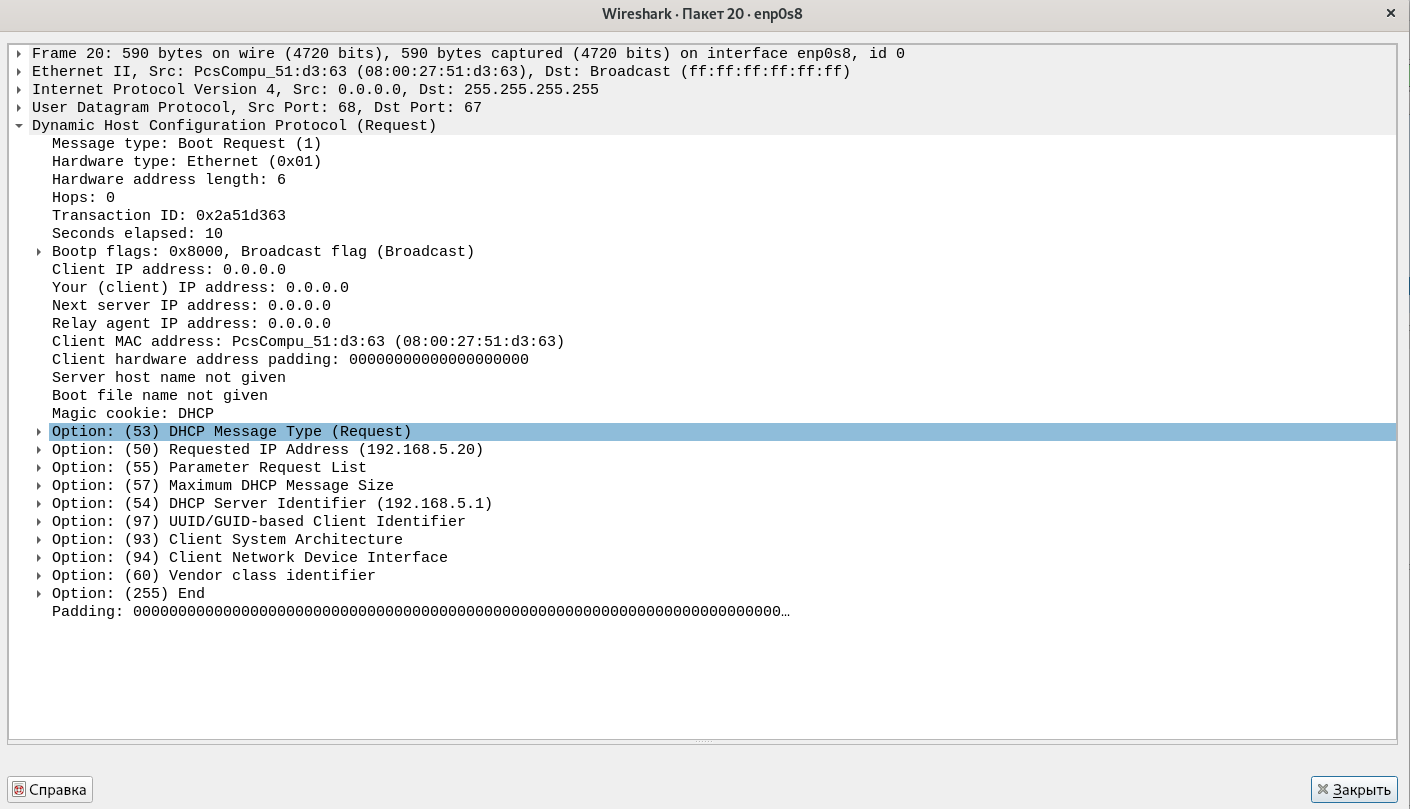 Wireshark · Пакет 20 · enp0s8
Frame 20: 590 bytes on wire (4720 bits), 590 bytes captured (4720 bits) on interface enp0s8, id 0
Ethernet II, Src: PcsCompu_51:d3:63 (08:00:27:51:d3:63), Dst: Broadcast (ff:ff:ff:ff:ff:ff)
Internet Protocol Version 4, Src: 0.0.0.0, Dst: 255.255.255.255
User Datagram Protocol, Src Port: 68, Dst Port: 67
Dynamic Host Configuration Protocol (Request)
Message type: Boot Request (1)
Hardware type: Ethernet (0x01)
Hardware address length: 6
Hops: 0
Transaction ID: 0x2a51d363
Seconds elapsed: 10
Bootp flags: 0x8000, Broadcast flag (Broadcast)
Client IP address: 0.0.0.0
Your (client) IP address: 0.0.0.0
Next server IP address: 0.0.0.0
Relay agent IP address: 0.0.0.0
Client MAC address: PcsCompu_51:d3:63 (08:00:27:51:d3:63)
Client hardware address padding: 00000000000000000000
Server host name not given
Boot file name not given
Magic cookie: DHCP
Option: (53) DHCP Message Type (Request)
Option: (50) Requested IP Address (192.168.5.20)
Option: (55) Parameter Request List
Option: (57) Maximum DHCP Message Size
Option: (54) DHCP Server Identifier (192.168.5.1)
Option: (97) UUID/GUID-based Client Identifier
Option: (93) Client System Architecture
Option: (94) Client Network Device Interface
Option: (60) Vendor class identifier
Option: (255) End
Padding: 000000000000000000000000000000000000000000000000000000000000000000000000…
Справка
Закрыть